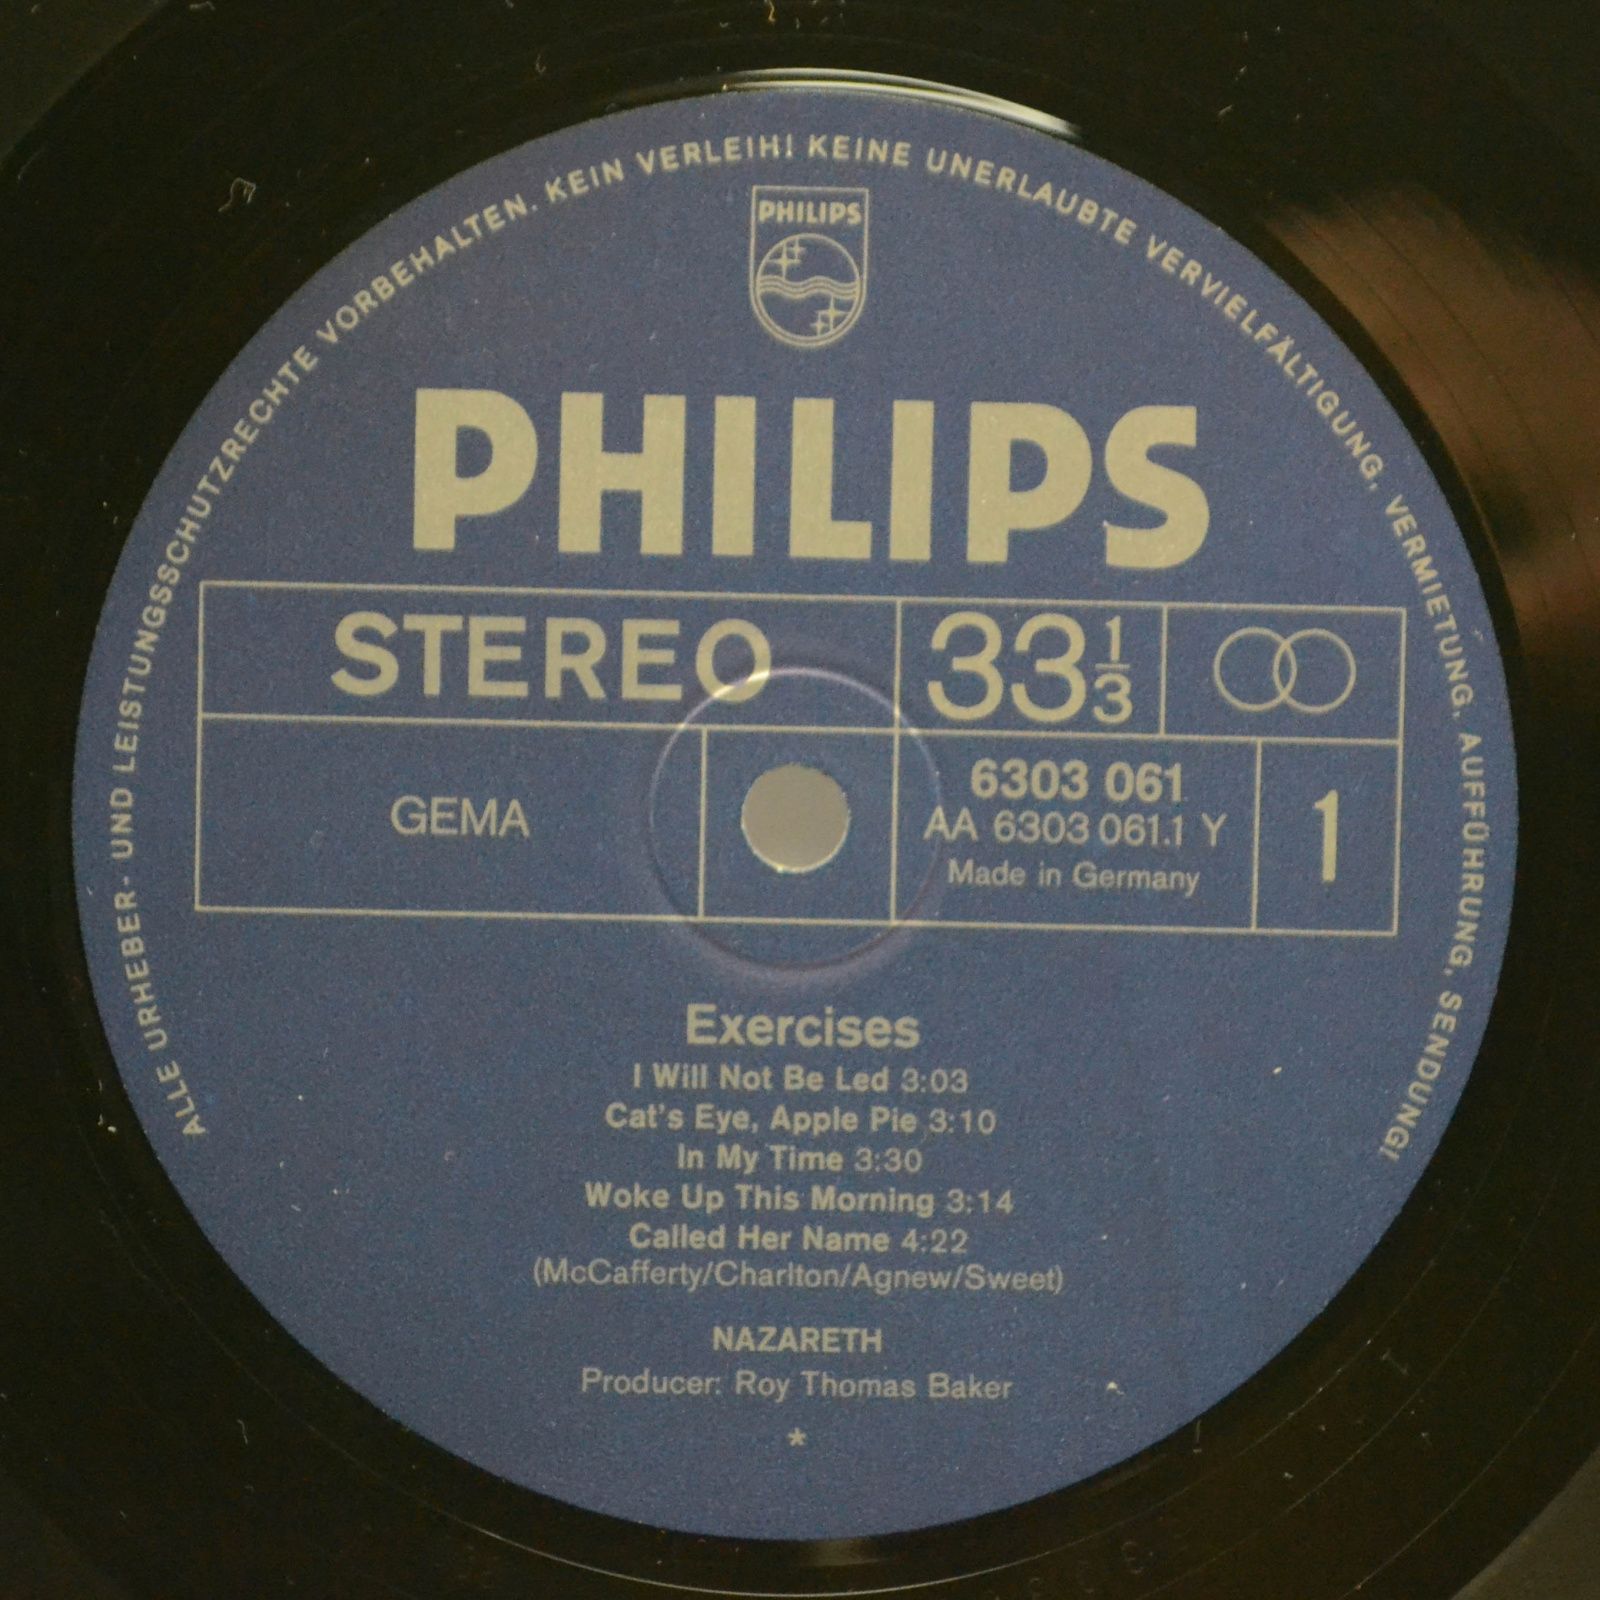 ALLE URHEBER- UND LEISTUNGSSCHUTZRECHTE VORBEHALTEN. KEIN VERLEIH! KEINE UNERLAUBTE VERVIELFÄLTIGUNG, VERMIETUNG, AUFFÜHRUNG, SENDUNG!
PHILIPS
PHILIPS
STEREO
33 1/3
GEMA
6303 061
AA 6303 061.1 Y
Made in Germany
1
Exercises
I Will Not Be Led 3:03
Cat's Eye, Apple Pie 3:10
In My Time 3:30
Woke Up This Morning 3:14
Called Her Name 4:22
(McCafferty/Charlton/Agnew/Sweet)
NAZARETH
Producer: Roy Thomas Baker
*